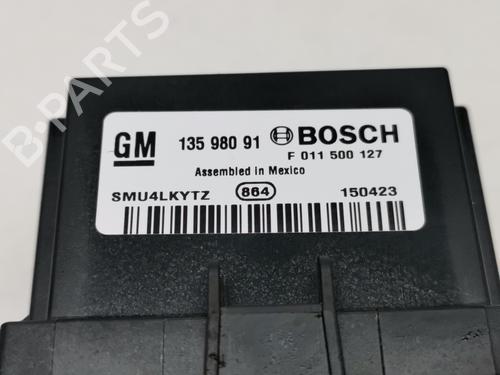 B-PARTS
GM 135 980 91 BOSCH
F 011 500 127
Assembled in Mexico
SMU4LKYTZ 864 150423